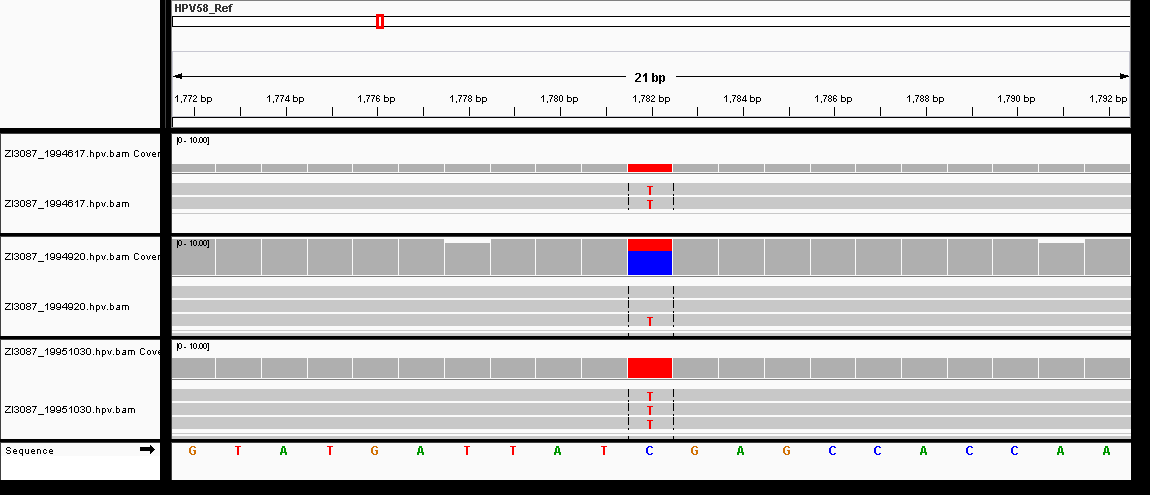 HPV58_Ref
21 bp
1,772 bp 1,774 bp 1,776 bp 1,778 bp 1,780 bp 1,782 bp 1,784 bp 1,786 bp 1,788 bp 1,790 bp 1,792 bp
[0 - 10.00]
ZI3087_1994617.hpv.bam Cover
T
ZI3087_1994617.hpv.bam
T
[0 - 10.00]
ZI3087_1994920.hpv.bam Cover
ZI3087_1994920.hpv.bam
T
[0 - 10.00]
ZI3087_19951030.hpv.bam Cove
T
ZI3087_19951030.hpv.bam
T
T
Sequence G T A T G A T T A T C G A G C C A C C A A